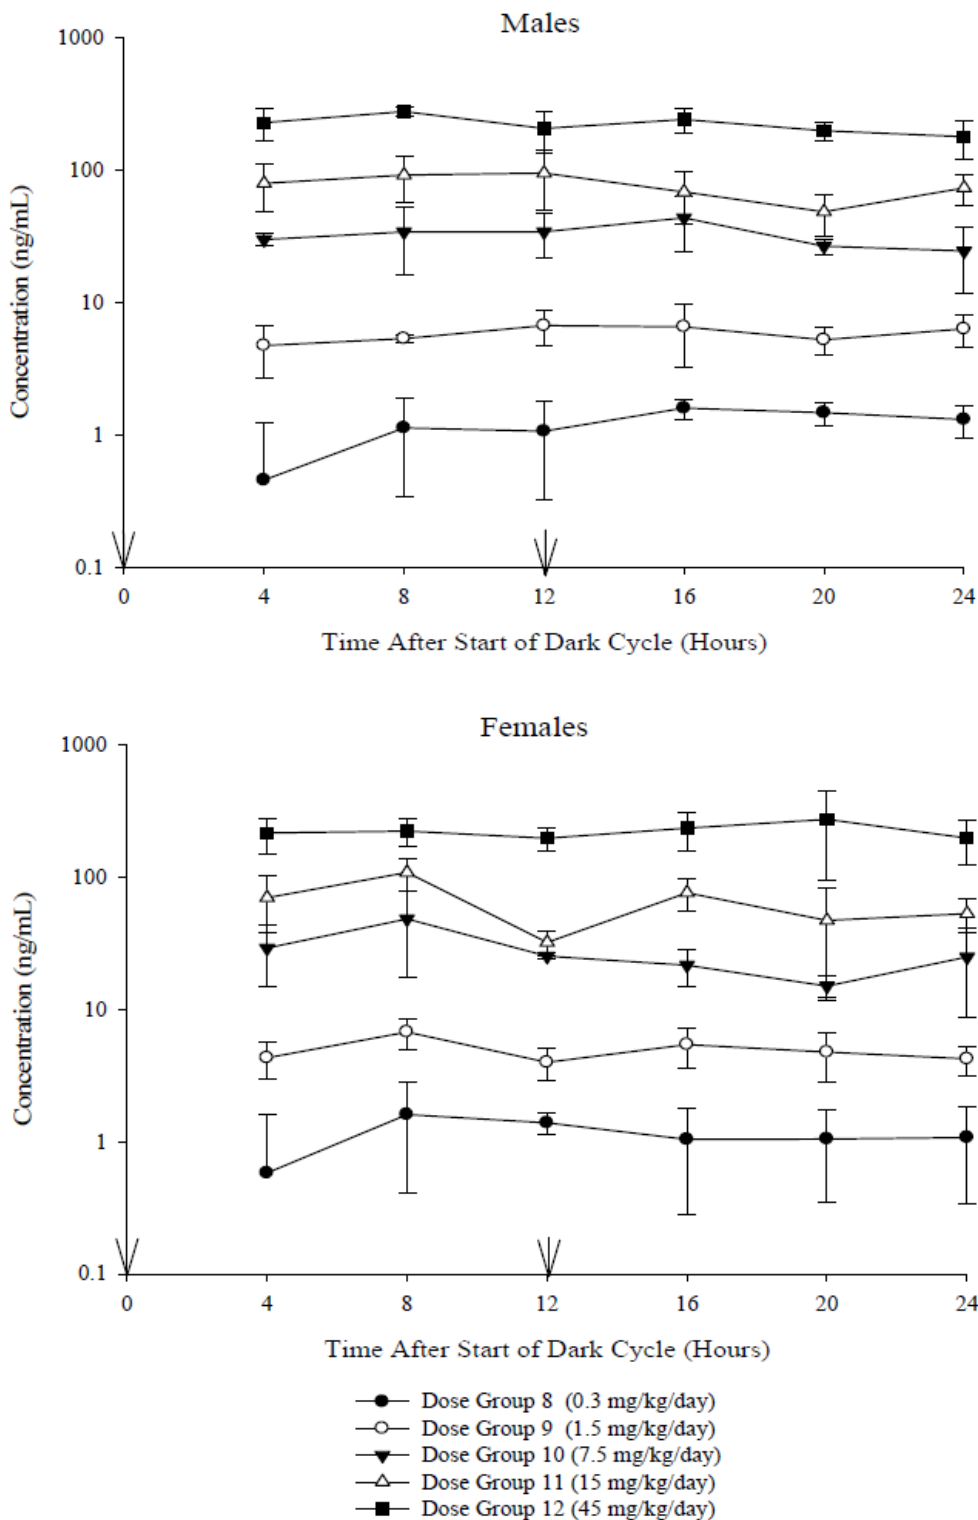 Males
1000
100
10
1
0.1
Concentration (ng/mL)
0 4 8 12 16 20 24
Time After Start of Dark Cycle (Hours)
Females
1000
100
10
1
0.1
Concentration (ng/mL)
0 4 8 12 16 20 24
Time After Start of Dark Cycle (Hours)
Dose Group 8 (0.3 mg/kg/day)
Dose Group 9 (1.5 mg/kg/day)
Dose Group 10 (7.5 mg/kg/day)
Dose Group 11 (15 mg/kg/day)
Dose Group 12 (45 mg/kg/day)